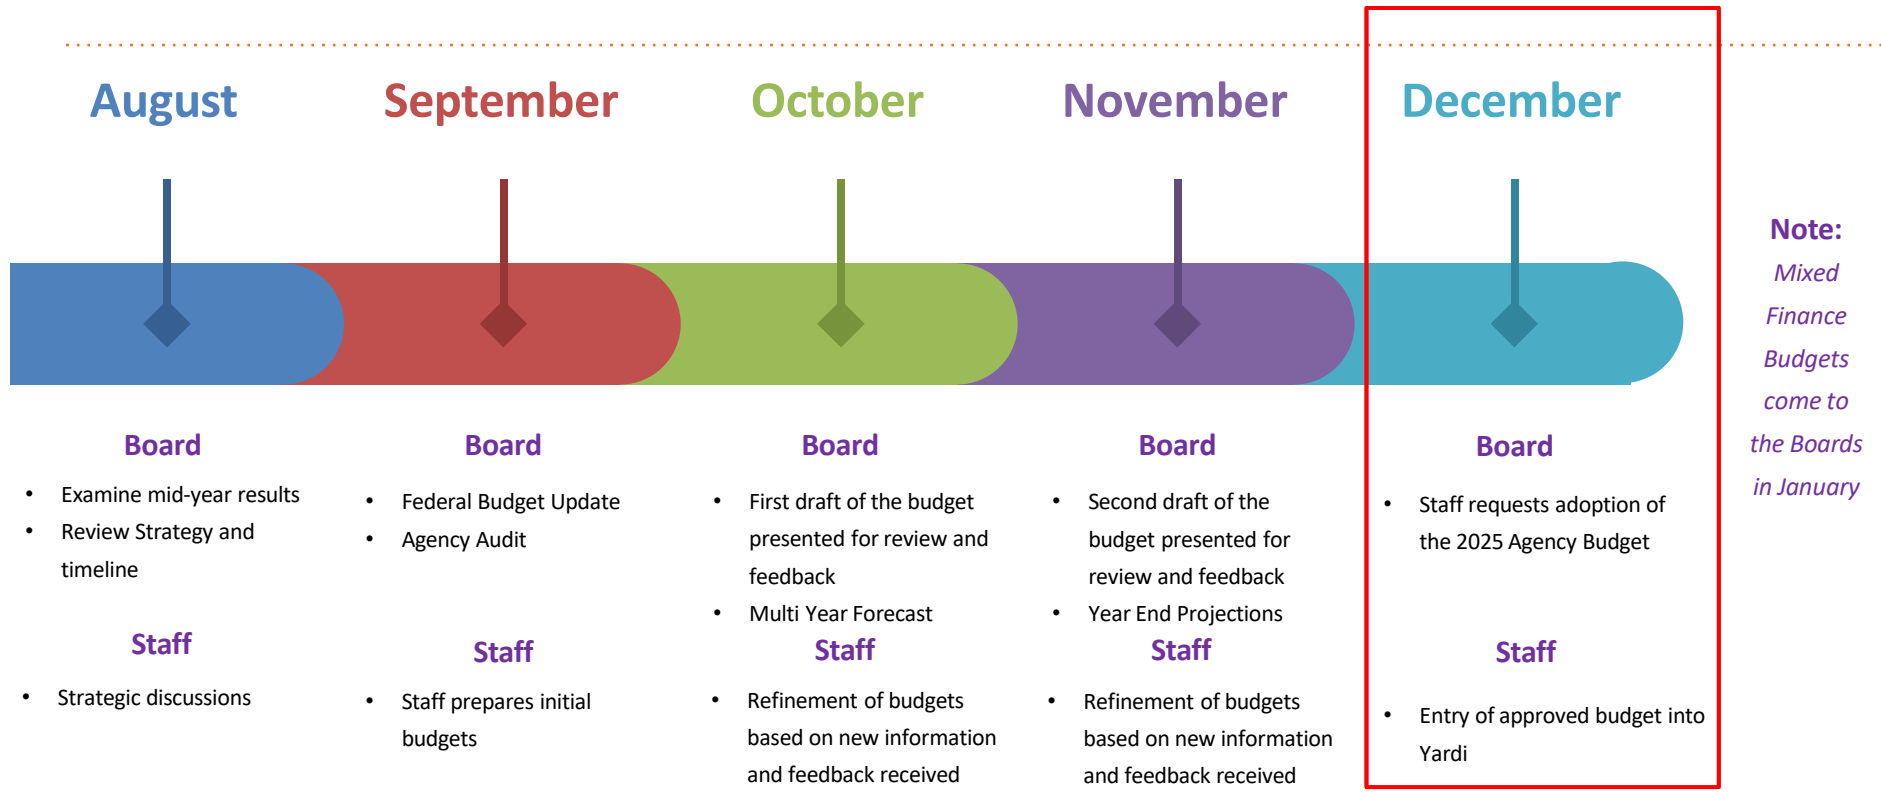 August
September
October
November
December
Note:
Mixed
Finance
Budgets
come to
the Boards
in January
Board
• Examine mid-year results
• Review Strategy and
timeline
Staff
• Strategic discussions
Board
• Federal Budget Update
• Agency Audit
Staff
• Staff prepares initial
budgets
Board
• First draft of the budget
presented for review and
feedback
• Multi Year Forecast
Staff
• Refinement of budgets
based on new information
and feedback received
Board
• Second draft of the
budget presented for
review and feedback
• Year End Projections
Staff
• Refinement of budgets
based on new information
and feedback received
Board
• Staff requests adoption of
the 2025 Agency Budget
Staff
• Entry of approved budget into
Yardi